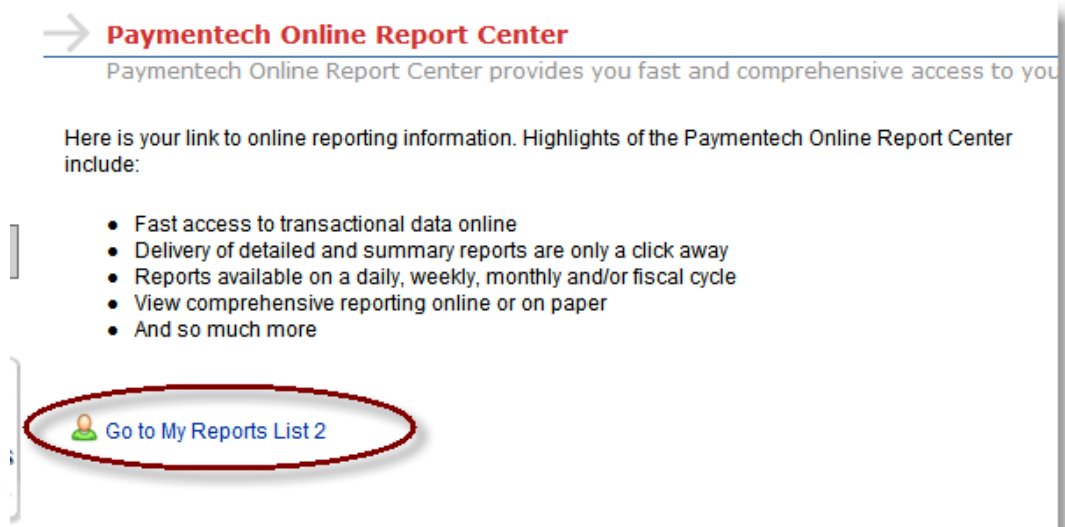 Paymentech Online Report Center
Paymentech Online Report Center provides you fast and comprehensive access to you
Here is your link to online reporting information. Highlights of the Paymentech Online Report Center
include:
● Fast access to transactional data online
● Delivery of detailed and summary reports are only a click away
● Reports available on a daily, weekly, monthly and/or fiscal cycle
● View comprehensive reporting online or on paper
● And so much more
Go to My Reports List 2